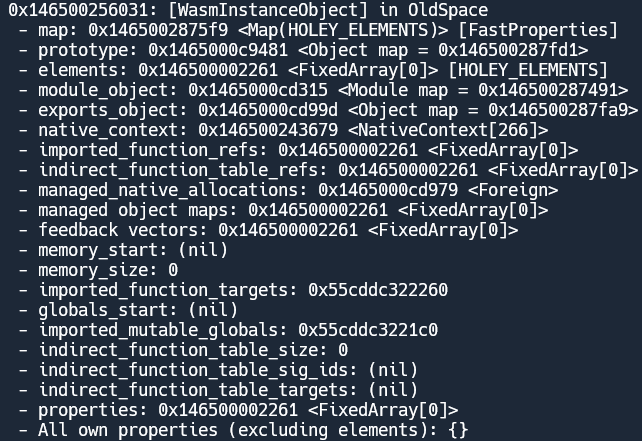 0x146500256031: [WasmInstanceObject] in OldSpace
- map: 0x1465002875f9 <Map(HOLEY_ELEMENTS)> [FastProperties]
- prototype: 0x1465000c9481 <Object map = 0x146500287fd1>
- elements: 0x146500002261 <FixedArray[0]> [HOLEY_ELEMENTS]
- module_object: 0x1465000cd315 <Module map = 0x146500287491>
- exports_object: 0x1465000cd99d <Object map = 0x146500287fa9>
- native_context: 0x146500243679 <NativeContext[266]>
- imported_function_refs: 0x146500002261 <FixedArray[0]>
- indirect_function_table_refs: 0x146500002261 <FixedArray[0]>
- managed_native_allocations: 0x1465000cd979 <Foreign>
- managed object maps: 0x146500002261 <FixedArray[0]>
- feedback vectors: 0x146500002261 <FixedArray[0]>
- memory_start: (nil)
- memory_size: 0
- imported_function_targets: 0x55cddc322260
- globals_start: (nil)
- imported_mutable_globals: 0x55cddc3221c0
- indirect_function_table_size: 0
- indirect_function_table_sig_ids: (nil)
- indirect_function_table_targets: (nil)
- properties: 0x146500002261 <FixedArray[0]>
- All own properties (excluding elements): {}